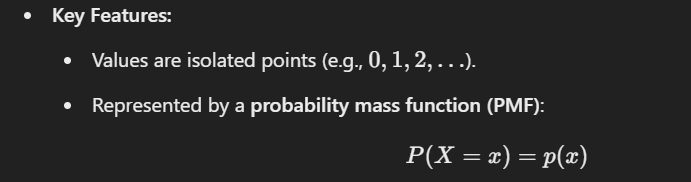 • Key Features:
• Values are isolated points (e.g., 0, 1, 2, . . .).
• Represented by a probability mass function (PMF):
P(X = x) = p(x)